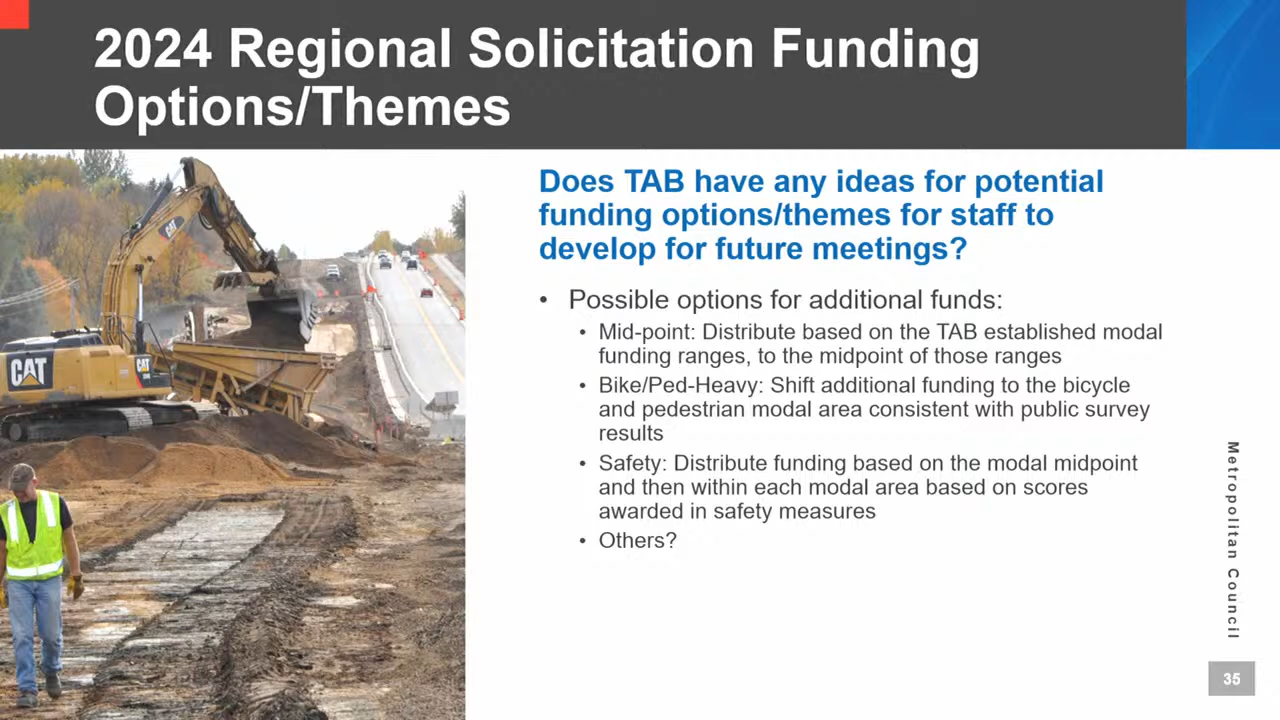 2024 Regional Solicitation Funding
Options/Themes
Does TAB have any ideas for potential
funding options/themes for staff to
develop for future meetings?
• Possible options for additional funds:
• Mid-point: Distribute based on the TAB established modal
funding ranges, to the midpoint of those ranges
• Bike/Ped-Heavy: Shift additional funding to the bicycle
and pedestrian modal area consistent with public survey
results
• Safety: Distribute funding based on the modal midpoint
and then within each modal area based on scores
awarded in safety measures
• Others?
CAT
CAT
CAT
Metropolitan Council
35